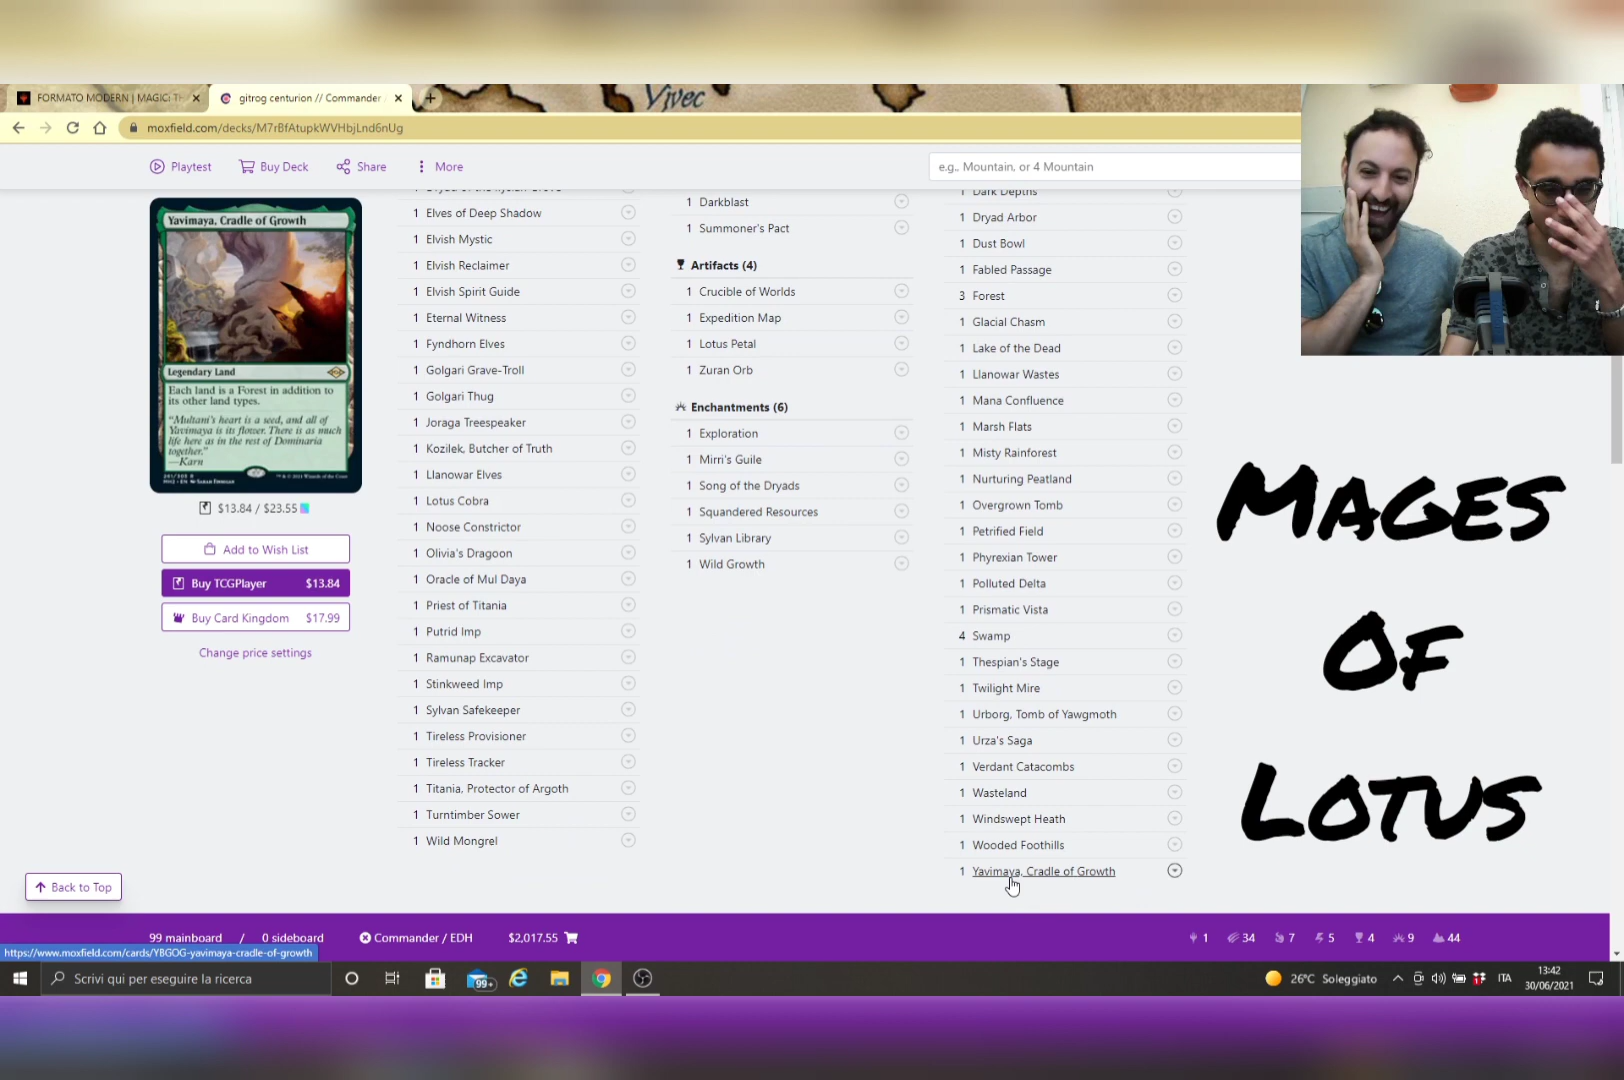 Vivec
FORMATO MODERN | MAGICi TH
gitrog centurion // Commander
moxfield.com/decks/M7rBfAtupkWVHbjLnd6nUg
Playtest
Buy Deck
Share
More
e.g., Mountain, or 4 Mountain
Yavimaya, Cradle of Growth
Legendary Land
Each land is a Forest in addition to
its other land types.
"Multani's heart is a seed, and all of
Yavimaya is its flower. There is as much
life here as in the rest of Dominaria
together."
—Karn
$13.84 / $23.55
Add to Wish List
Buy TCGPlayer $13.84
Buy Card Kingdom $17.99
Change price settings
Back to Top
1 Elves of Deep Shadow
1 Elvish Mystic
1 Elvish Reclaimer
1 Elvish Spirit Guide
1 Eternal Witness
1 Fyndhorn Elves
1 Golgari Grave-Troll
1 Golgari Thug
1 Joraga Treespeaker
1 Kozilek, Butcher of Truth
1 Llanowar Elves
1 Lotus Cobra
1 Noose Constrictor
1 Olivia's Dragoon
1 Oracle of Mul Daya
1 Priest of Titania
1 Putrid Imp
1 Ramunap Excavator
1 Stinkweed Imp
1 Sylvan Safekeeper
1 Tireless Provisioner
1 Tireless Tracker
1 Titania, Protector of Argoth
1 Turntimber Sower
1 Wild Mongrel
1 Darkblast
1 Summoner's Pact
Artifacts (4)
1 Crucible of Worlds
1 Expedition Map
1 Lotus Petal
1 Zuran Orb
Enchantments (6)
1 Exploration
1 Mirri's Guile
1 Song of the Dryads
1 Squandered Resources
1 Sylvan Library
1 Wild Growth
1 Dark Depths
1 Dryad Arbor
1 Dust Bowl
1 Fabled Passage
3 Forest
1 Glacial Chasm
1 Lake of the Dead
1 Llanowar Wastes
1 Mana Confluence
1 Marsh Flats
1 Misty Rainforest
1 Nurturing Peatland
1 Overgrown Tomb
1 Petrified Field
1 Phyrexian Tower
1 Polluted Delta
1 Prismatic Vista
4 Swamp
1 Thespian's Stage
1 Twilight Mire
1 Urborg, Tomb of Yawgmoth
1 Urza's Saga
1 Verdant Catacombs
1 Wasteland
1 Windswept Heath
1 Wooded Foothills
1 Yavimaya, Cradle of Growth
MAGES
OF
LOTUS
99 mainboard / 0 sideboard Commander / EDH $2,017.55
1 34 7 5 4 9 44
https://www.moxfield.com/cards/YBGOG-yavimaya-cradle-of-growth
Scrivi qui per eseguire la ricerca
99+
26°C Soleggiato
ITA
13:42
30/06/2021